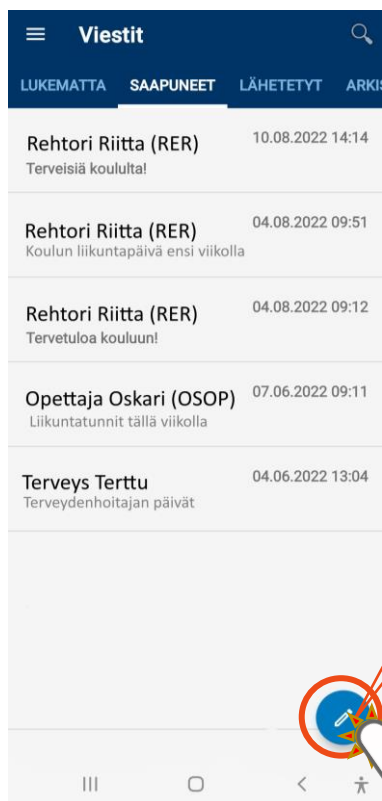 Viestit
LUKEMATTA SAAPUNEET LÄHETETYT ARKIS
Rehtori Riitta (RER) 10.08.2022 14:14
Terveisiä koululta!
Rehtori Riitta (RER) 04.08.2022 09:51
Koulun liikuntapäivä ensi viikolla
Rehtori Riitta (RER) 04.08.2022 09:12
Tervetuloa kouluun!
Opettaja Oskari (OSOP) 07.06.2022 09:11
Liikuntatunnit tällä viikolla
Terveys Terttu 04.06.2022 13:04
Terveydenhoitajan päivät